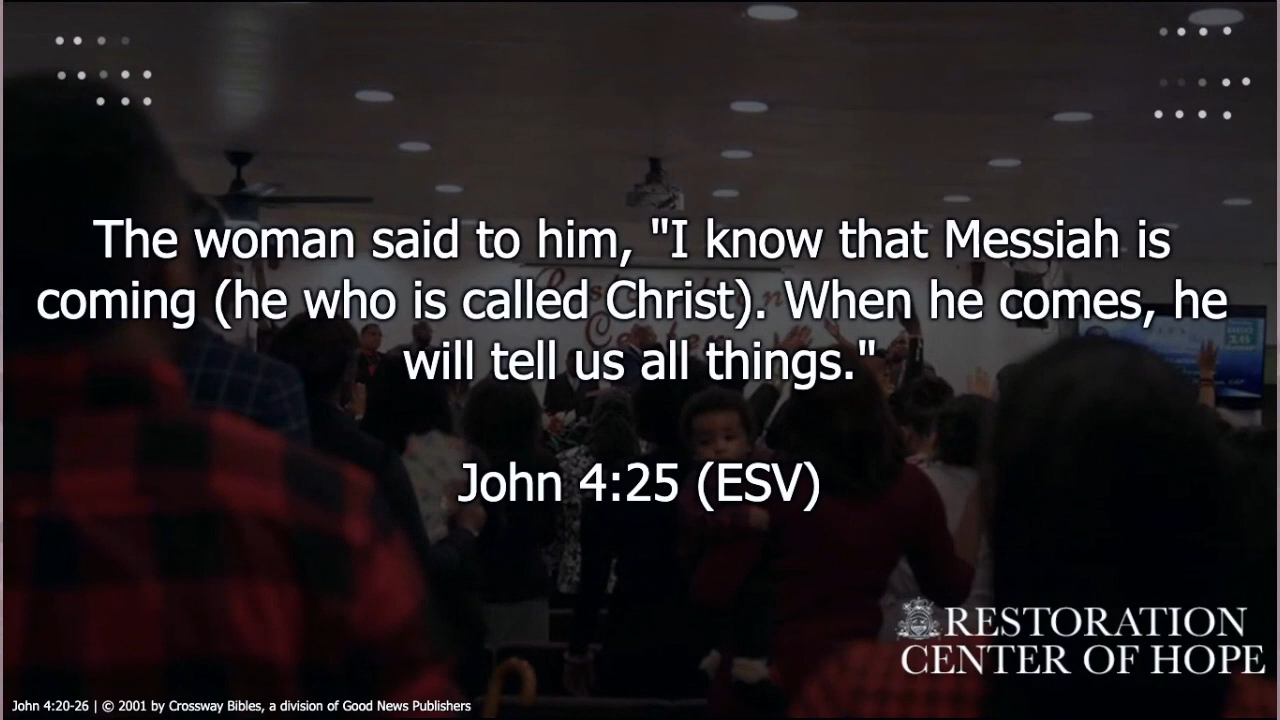 The woman said to him, "I know that Messiah is
coming (he who is called Christ). When he comes, he
will tell us all things."
John 4:25 (ESV)
RESTORATION
CENTER OF HOPE
John 4:20-26 | © 2001 by Crossway Bibles, a division of Good News Publishers